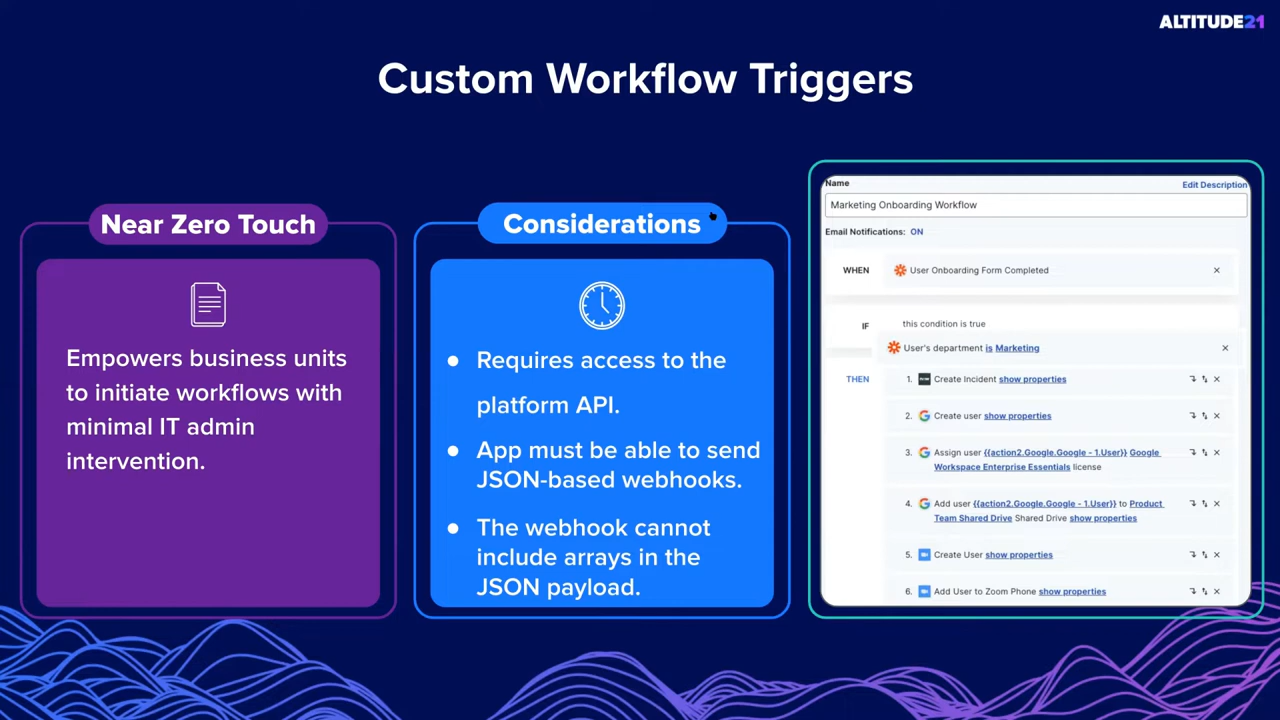 ALTITUDE21
Custom Workflow Triggers
Near Zero Touch
Empowers business units
to initiate workflows with
minimal IT admin
intervention.
Considerations
● Requires access to the
platform API.
● App must be able to send
JSON-based webhooks.
● The webhook cannot
include arrays in the
JSON payload.
Name
Edit Description
Marketing Onboarding Workflow
Email Notifications: ON
WHEN
User Onboarding Form Completed
IF
this condition is true
User's department is Marketing
THEN
1. Create Incident show properties
2. Create user show properties
3. Assign user {{action2.Google.Google - 1.User}} Google
Workspace Enterprise Essentials license
4. Add user {{action2.Google.Google - 1.User}} to Product
Team Shared Drive Shared Drive show properties
5. Create User show properties
6. Add User to Zoom Phone show properties